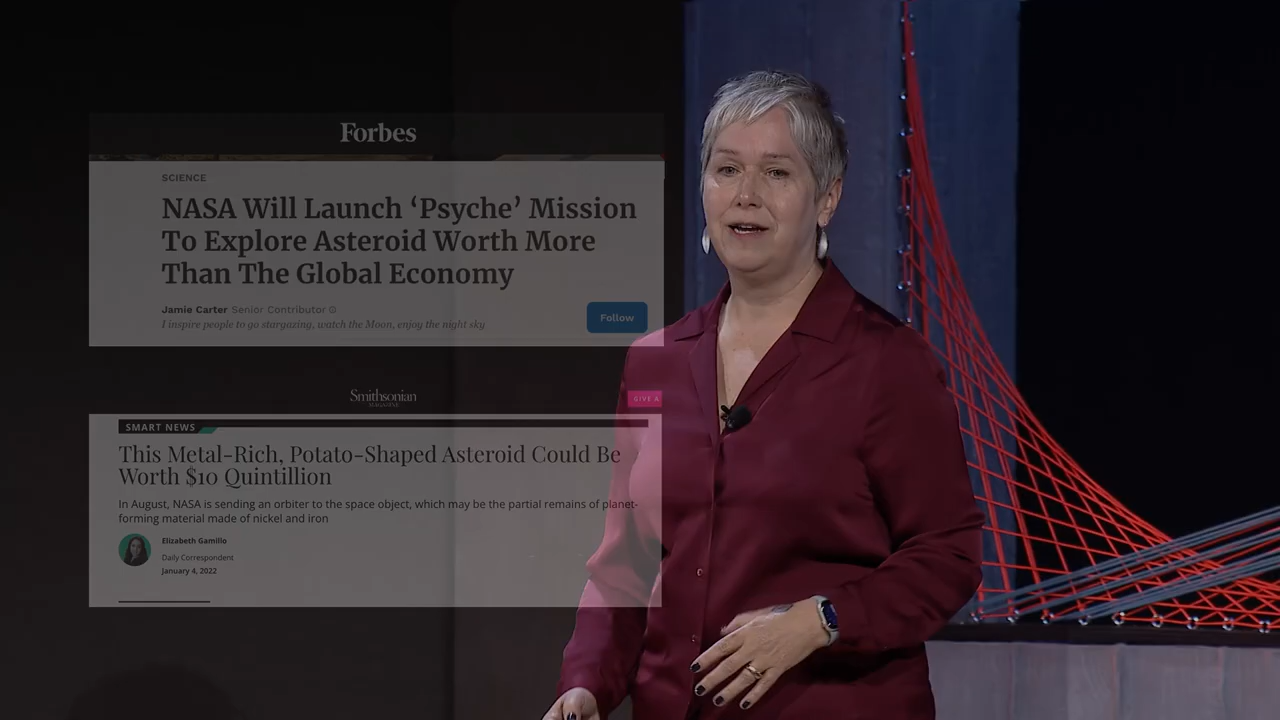 Forbes
SCIENCE
NASA Will Launch ‘Psyche’ Mission
To Explore Asteroid Worth More
Than The Global Economy
Jamie Carter Senior Contributor
I inspire people to go stargazing, watch the Moon, enjoy the night sky
Follow
Smithsonian
MAGAZINE
GIVE A
SMART NEWS
This Metal-Rich, Potato-Shaped Asteroid Could Be
Worth $10 Quintillion
In August, NASA is sending an orbiter to the space object, which may be the partial remains of planet-
forming material made of nickel and iron
Elizabeth Gamillo
Daily Correspondent
January 4, 2022